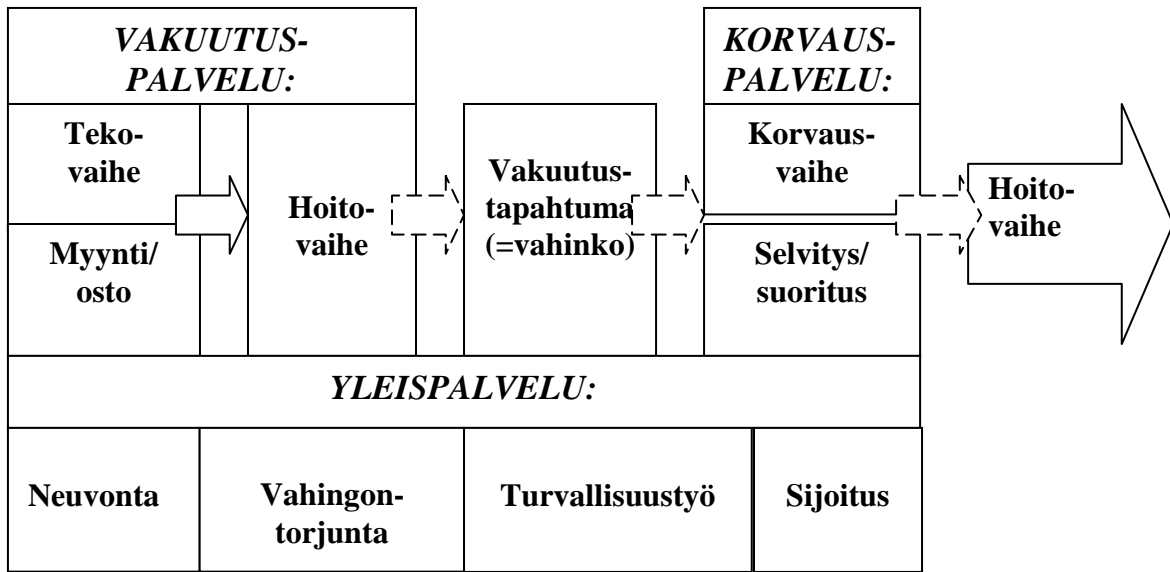 VAKUUTUS-
PALVELU:
KORVAUS-
PALVELU:
Teko-
vaihe
Myynti/
osto
Hoito-
vaihe
Vakuutus-
tapahtuma
(=vahinko)
Korvaus-
vaihe
Selvitys/
suoritus
Hoito-
vaihe
YLEISPALVELU:
Neuvonta
Vahingon-
torjunta
Turvallisuustyö
Sijoitus